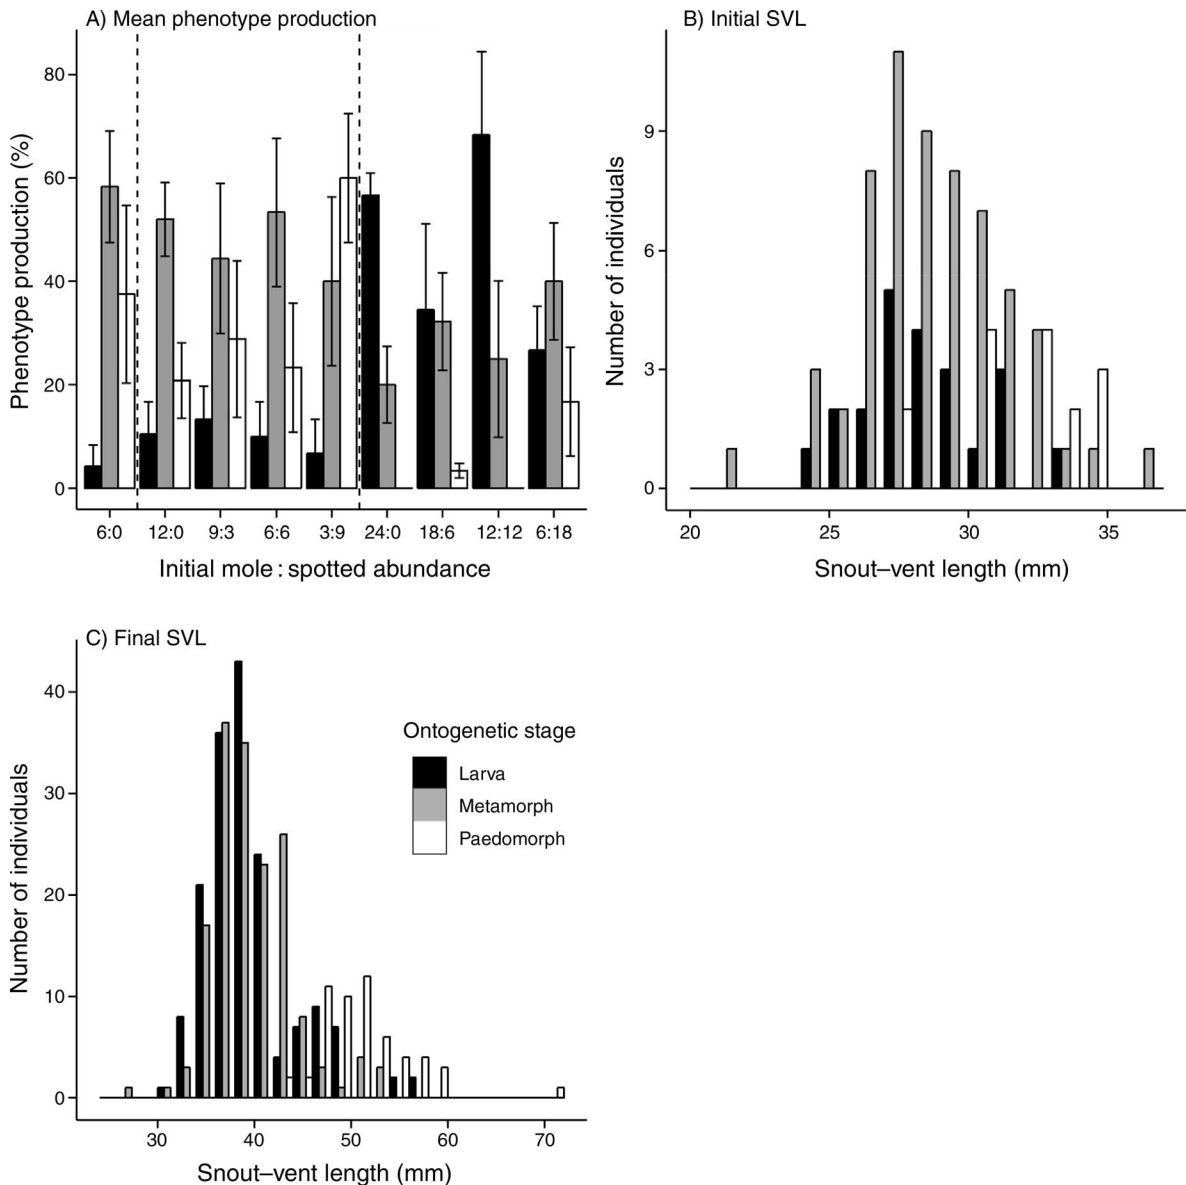 A) Mean phenotype production
Phenotype production (%)
80
60
40
20
0
6:0 12:0 9:3 6:6 3:9 24:0 18:6 12:12 6:18
Initial mole : spotted abundance
B) Initial SVL
Number of individuals
9
6
3
0
20 25 30 35
Snout–vent length (mm)
C) Final SVL
Number of individuals
40
30
20
10
0
30 40 50 60 70
Snout–vent length (mm)
Ontogenetic stage
Larva
Metamorph
Paedomorph